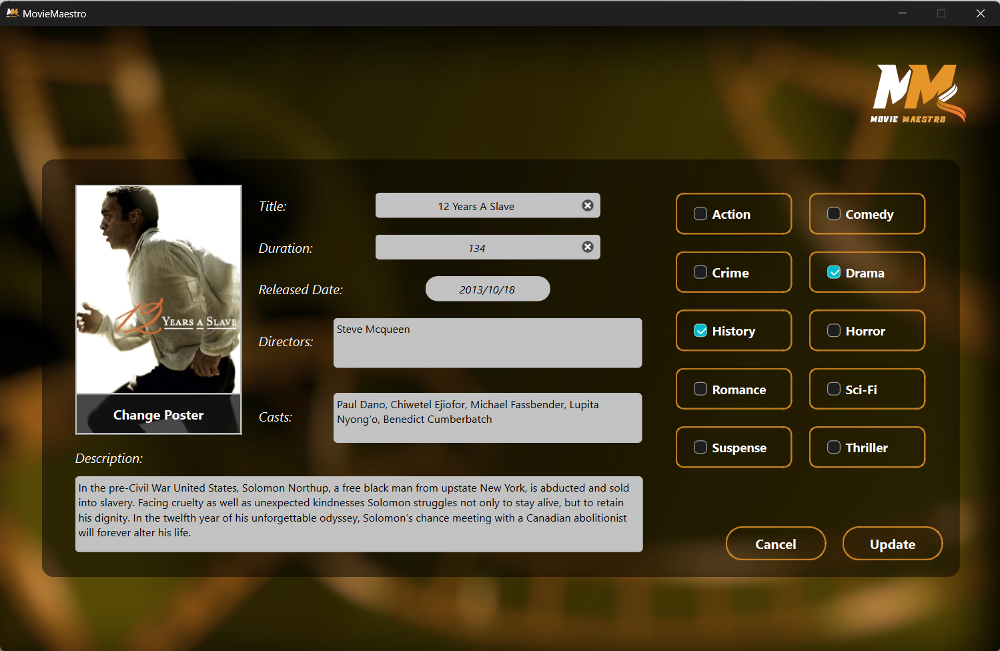 MovieMaestro
MM
MOVIE MAESTRO
12 YEARS A SLAVE
Change Poster
Title:
12 Years A Slave
Duration:
134
Released Date:
2013/10/18
Directors:
Steve Mcqueen
Casts:
Paul Dano, Chiwetel Ejiofor, Michael Fassbender, Lupita
Nyong'o, Benedict Cumberbatch
Description:
In the pre-Civil War United States, Solomon Northup, a free black man from upstate New York, is abducted and sold
into slavery. Facing cruelty as well as unexpected kindnesses Solomon struggles not only to stay alive, but to retain
his dignity. In the twelfth year of his unforgettable odyssey, Solomon’s chance meeting with a Canadian abolitionist
will forever alter his life.
Action
Comedy
Crime
Drama
History
Horror
Romance
Sci-Fi
Suspense
Thriller
Cancel
Update